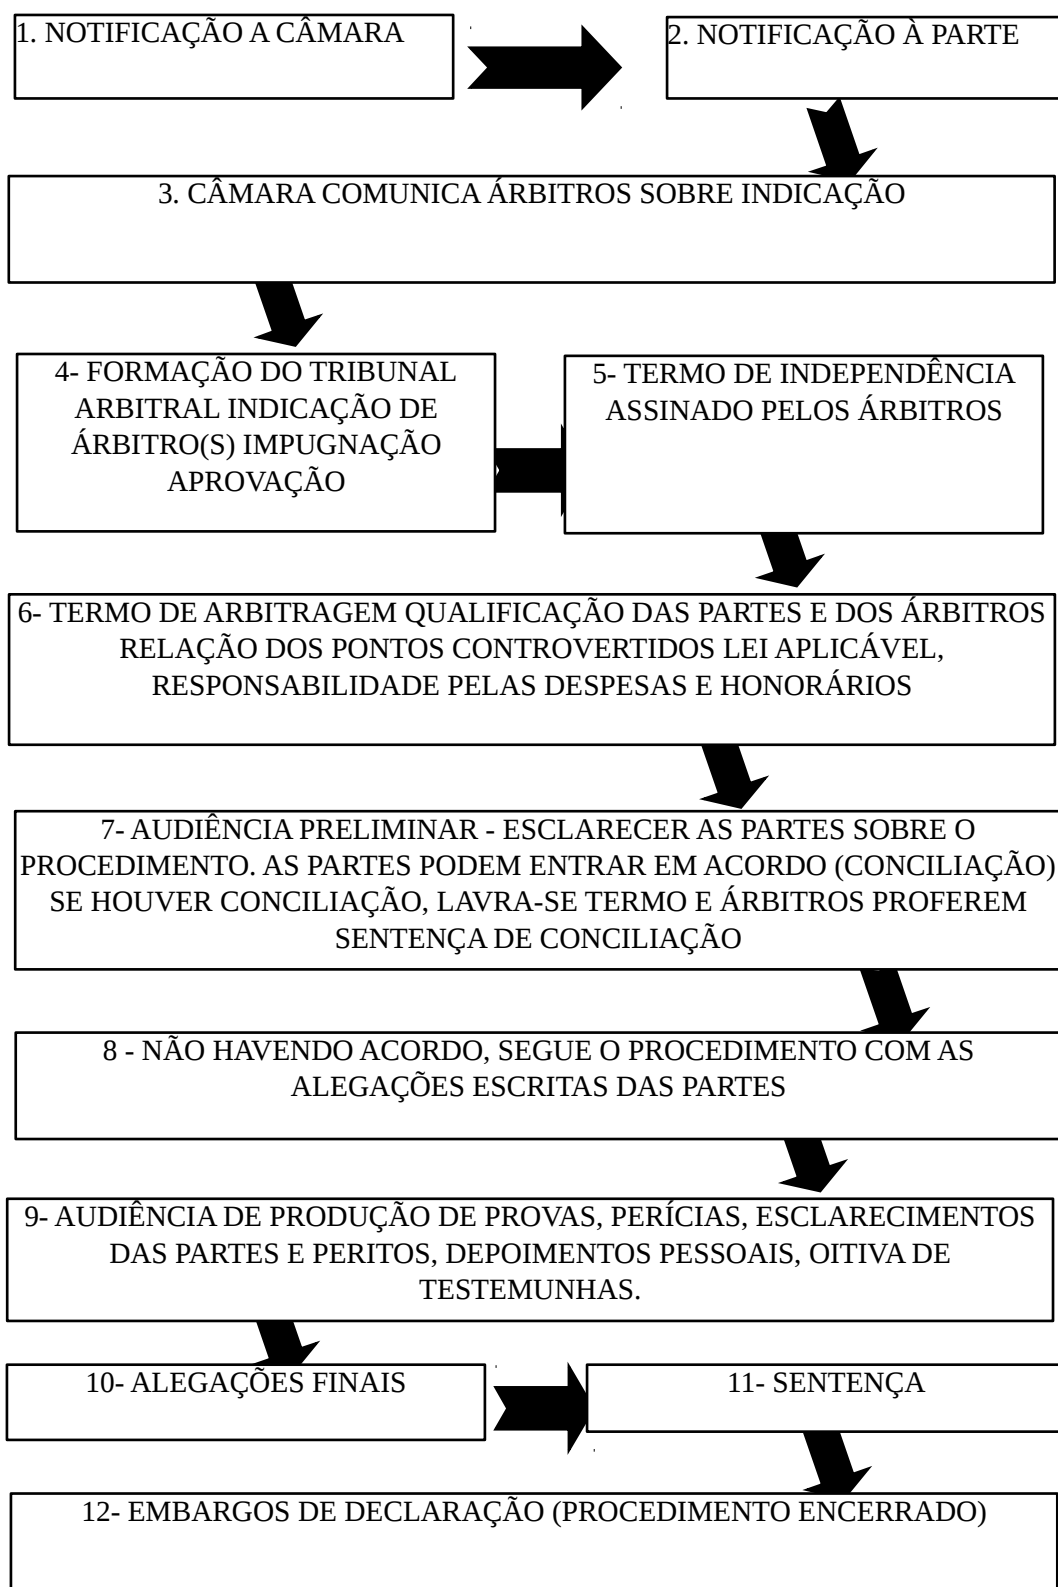 1. NOTIFICAÇÃO A CÂMARA
2. NOTIFICAÇÃO À PARTE
3. CÂMARA COMUNICA ÁRBITROS SOBRE INDICAÇÃO
4- FORMAÇÃO DO TRIBUNAL
ARBITRAL INDICAÇÃO DE
ÁRBITRO(S) IMPUGNAÇÃO
APROVAÇÃO
5- TERMO DE INDEPENDÊNCIA
ASSINADO PELOS ÁRBITROS
6- TERMO DE ARBITRAGEM QUALIFICAÇÃO DAS PARTES E DOS ÁRBITROS
RELAÇÃO DOS PONTOS CONTROVERTIDOS LEI APLICÁVEL,
RESPONSABILIDADE PELAS DESPESAS E HONORÁRIOS
7- AUDIÊNCIA PRELIMINAR - ESCLARECER AS PARTES SOBRE O
PROCEDIMENTO. AS PARTES PODEM ENTRAR EM ACORDO (CONCILIAÇÃO)
SE HOUVER CONCILIAÇÃO, LAVRA-SE TERMO E ÁRBITROS PROFEREM
SENTENÇA DE CONCILIAÇÃO
8 - NÃO HAVENDO ACORDO, SEGUE O PROCEDIMENTO COM AS
ALEGAÇÕES ESCRITAS DAS PARTES
9- AUDIÊNCIA DE PRODUÇÃO DE PROVAS, PERÍCIAS, ESCLARECIMENTOS
DAS PARTES E PERITOS, DEPOIMENTOS PESSOAIS, OITIVA DE
TESTEMUNHAS.
10- ALEGAÇÕES FINAIS
11- SENTENÇA
12- EMBARGOS DE DECLARAÇÃO (PROCEDIMENTO ENCERRADO)